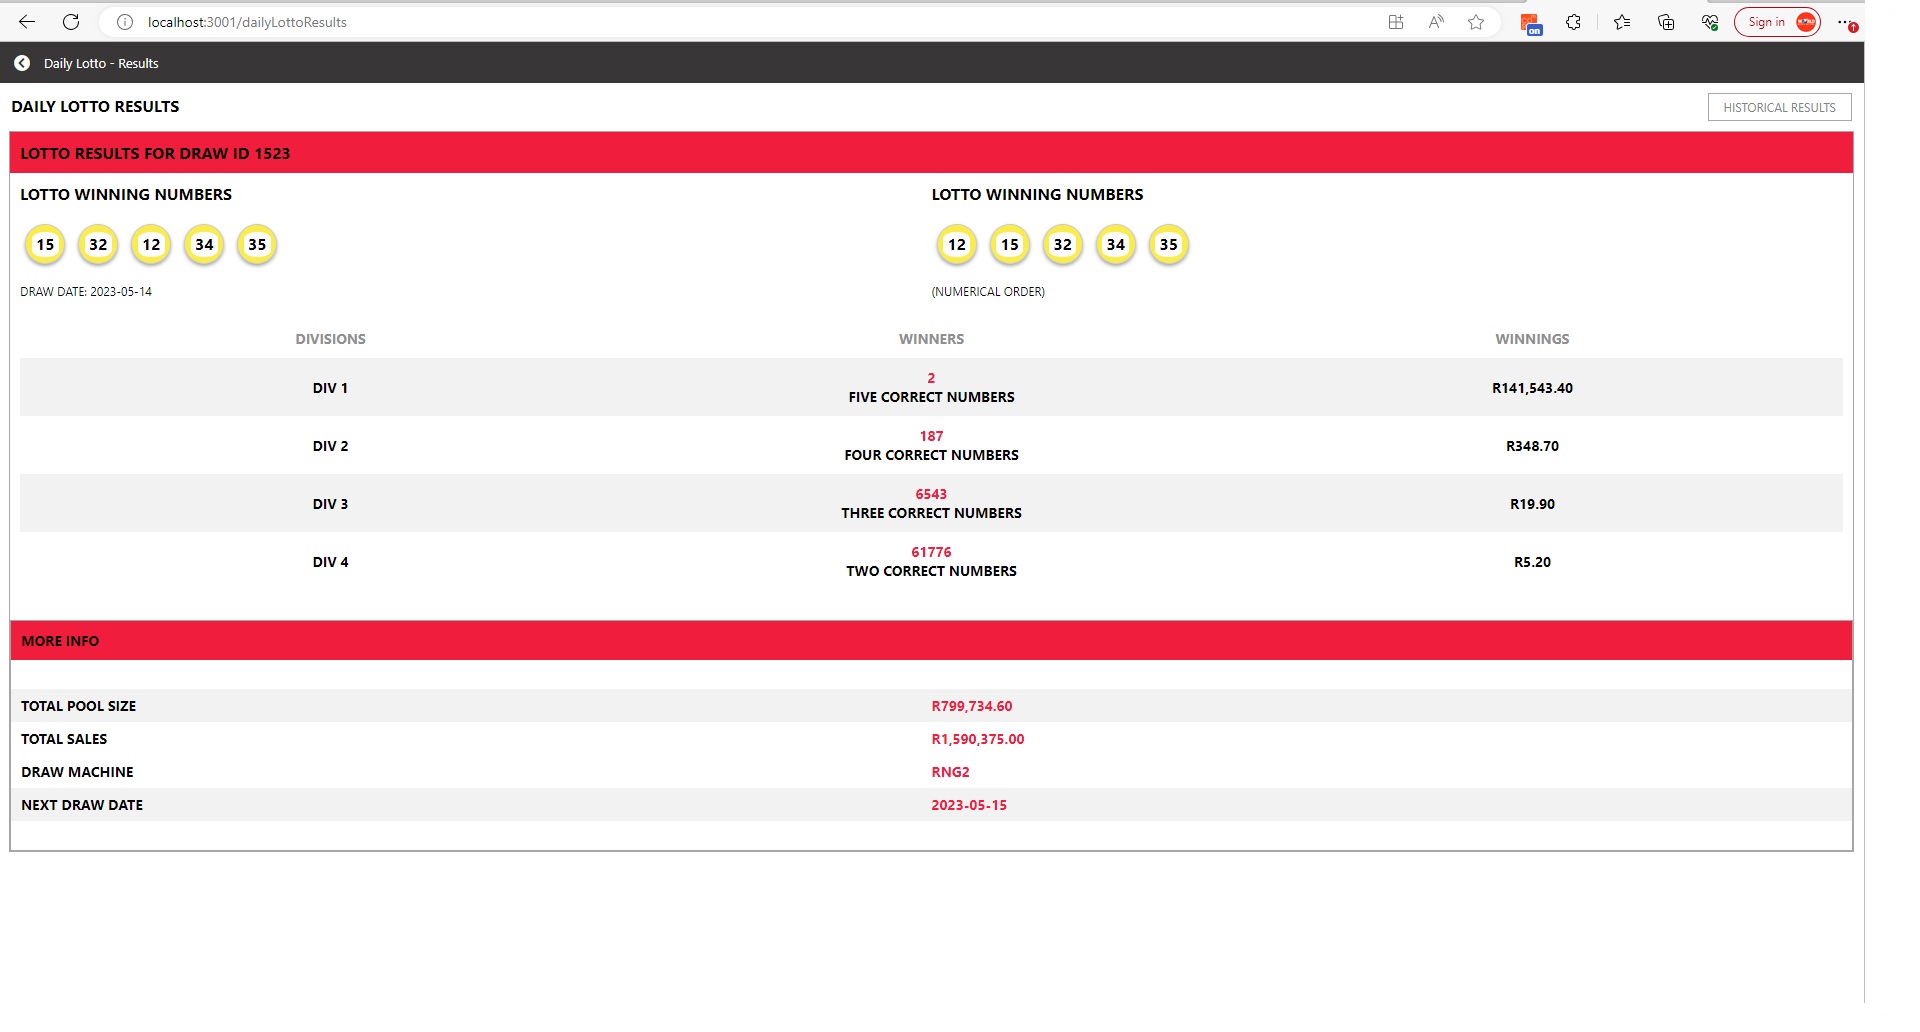 localhost:3001/dailyLottoResults
on
Sign in
Daily Lotto - Results
DAILY LOTTO RESULTS
HISTORICAL RESULTS
LOTTO RESULTS FOR DRAW ID 1523
LOTTO WINNING NUMBERS
15 32 12 34 35
DRAW DATE: 2023-05-14
LOTTO WINNING NUMBERS
12 15 32 34 35
(NUMERICAL ORDER)
DIVISIONS WINNERS WINNINGS
DIV 1 2 R141,543.40
FIVE CORRECT NUMBERS
DIV 2 187 R348.70
FOUR CORRECT NUMBERS
DIV 3 6543 R19.90
THREE CORRECT NUMBERS
DIV 4 61776 R5.20
TWO CORRECT NUMBERS
MORE INFO
TOTAL POOL SIZE R799,734.60
TOTAL SALES R1,590,375.00
DRAW MACHINE RNG2
NEXT DRAW DATE 2023-05-15